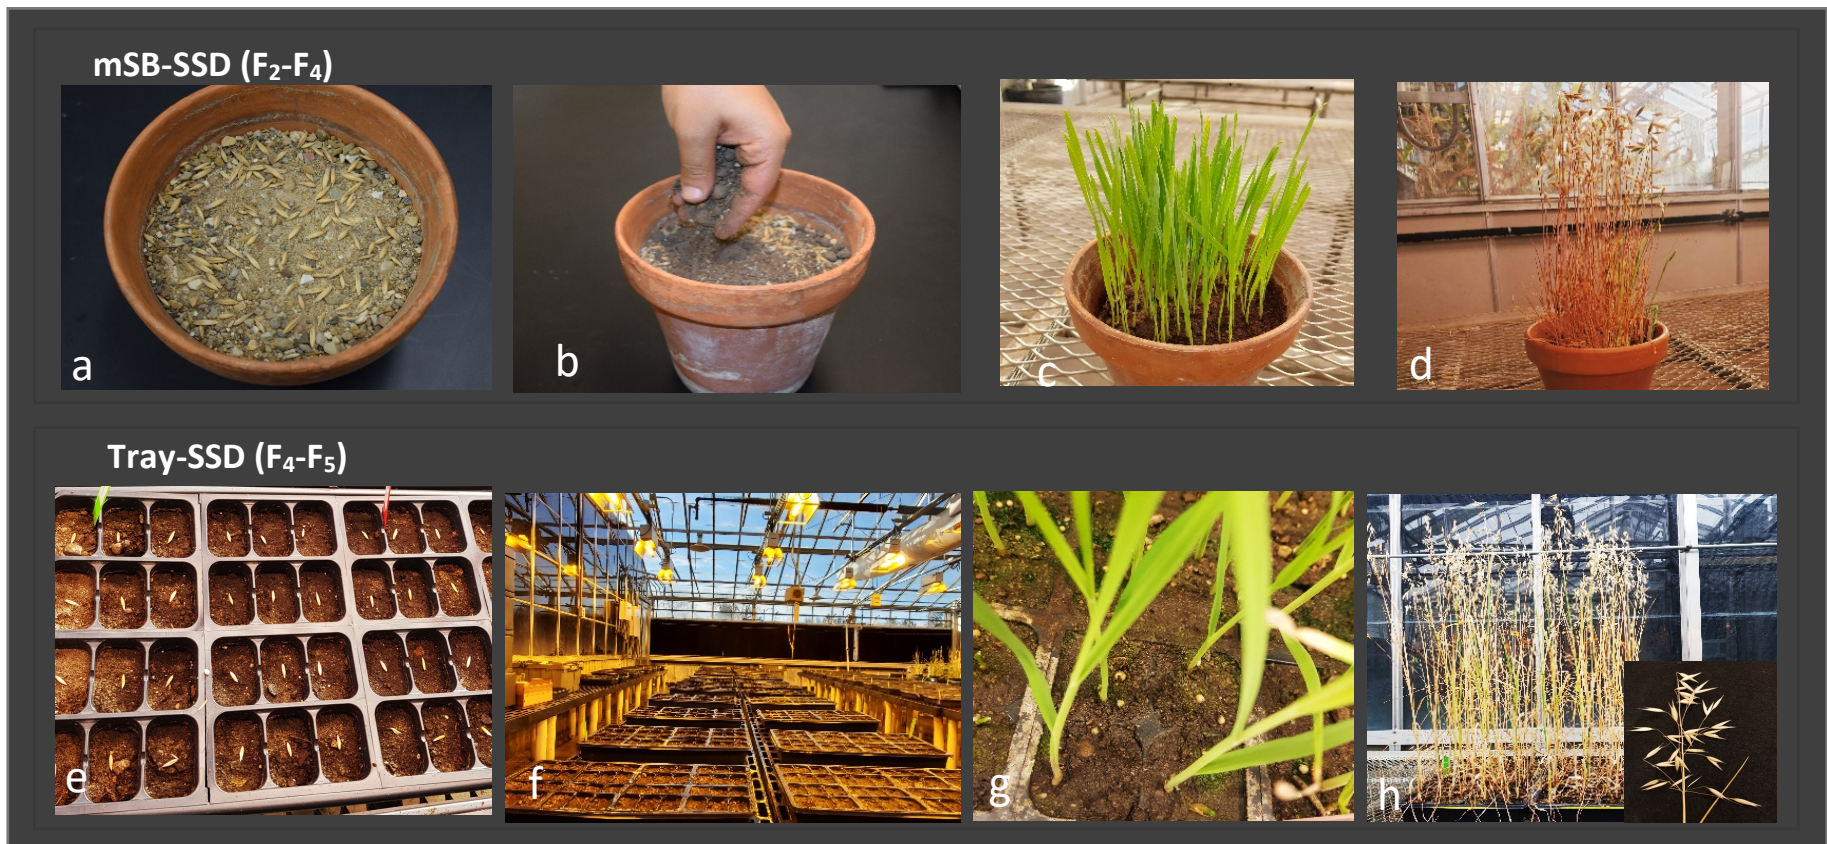 mSB-SSD (F₂-F₄)
a
b
c
d
Tray-SSD (F₄-F₅)
e
f
g
h